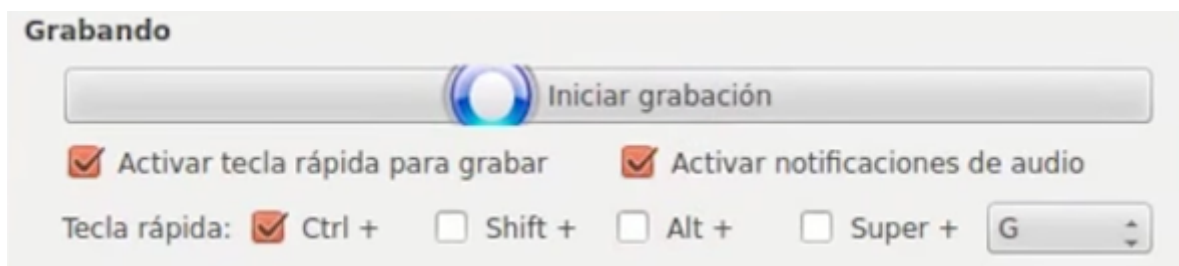 Grabando
Iniciar grabación
Activar tecla rápida para grabar Activar notificaciones de audio
Tecla rápida: Ctrl + Shift + Alt + Super + G